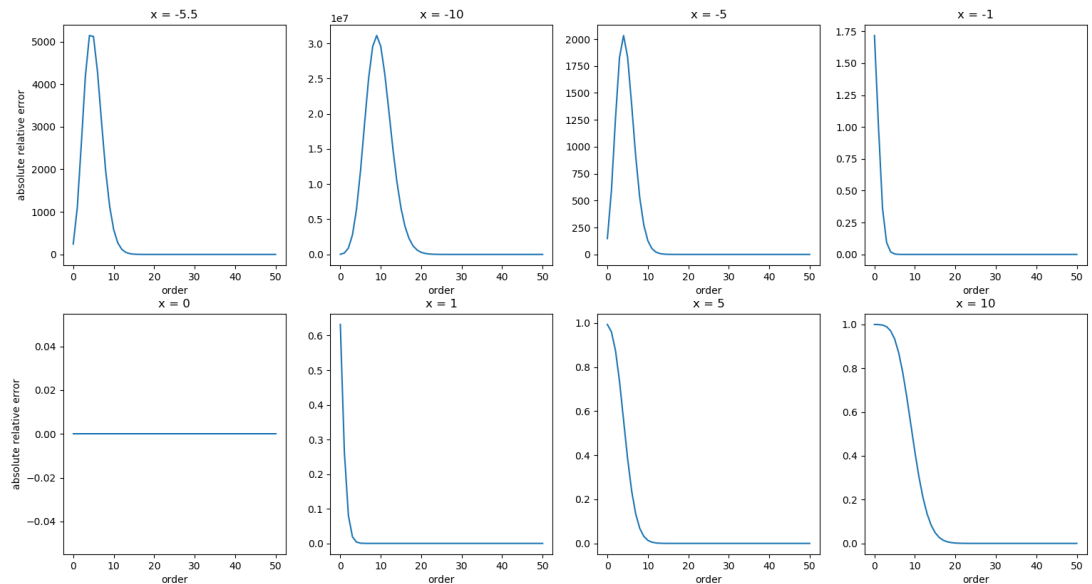 x = -5.5
5000
4000
3000
2000
1000
0
absolute relative error
0 10 20 30 40 50
order
x = -10
1e7
3.0
2.5
2.0
1.5
1.0
0.5
0.0
0 10 20 30 40 50
order
x = -5
2000
1750
1500
1250
1000
750
500
250
0
0 10 20 30 40 50
order
x = -1
1.75
1.50
1.25
1.00
0.75
0.50
0.25
0.00
0 10 20 30 40 50
order
x = 0
0.04
0.02
0.00
−0.02
−0.04
absolute relative error
0 10 20 30 40 50
order
x = 1
0.6
0.5
0.4
0.3
0.2
0.1
0.0
0 10 20 30 40 50
order
x = 5
1.0
0.8
0.6
0.4
0.2
0.0
0 10 20 30 40 50
order
x = 10
1.0
0.8
0.6
0.4
0.2
0.0
0 10 20 30 40 50
order